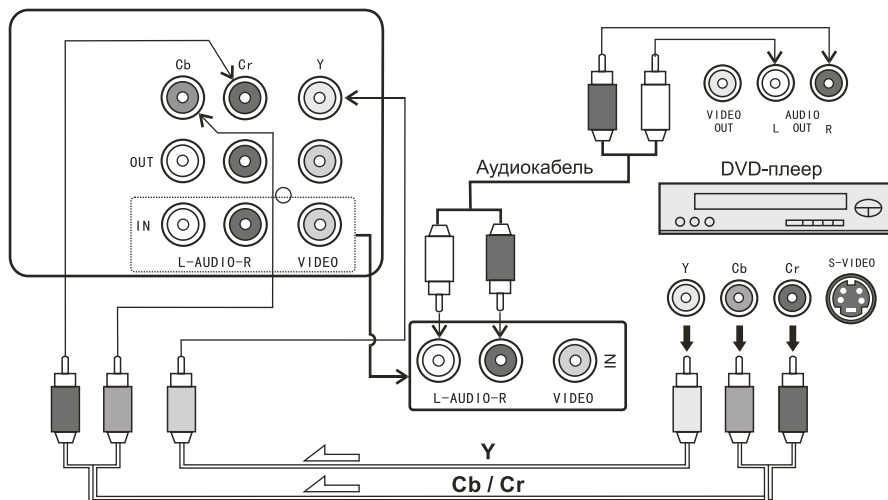 Cb Cr Y
OUT
IN
L-AUDIO-R VIDEO
VIDEO OUT L AUDIO OUT R
Аудиокабель
DVD-плеер
Y Cb Cr S-VIDEO
IN
L-AUDIO-R VIDEO
Y
Cb / Cr